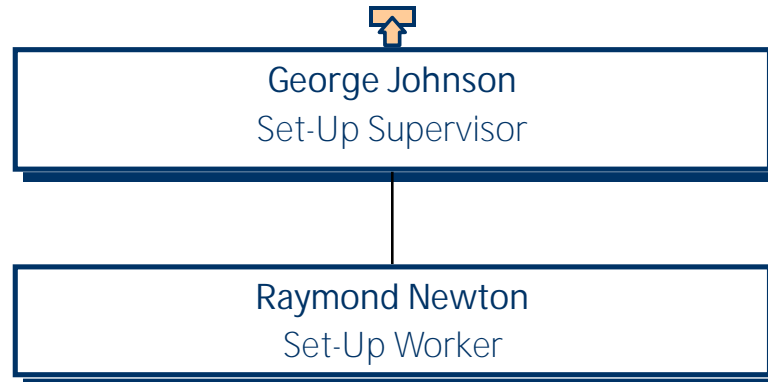 George Johnson
Set-Up Supervisor
Raymond Newton
Set-Up Worker